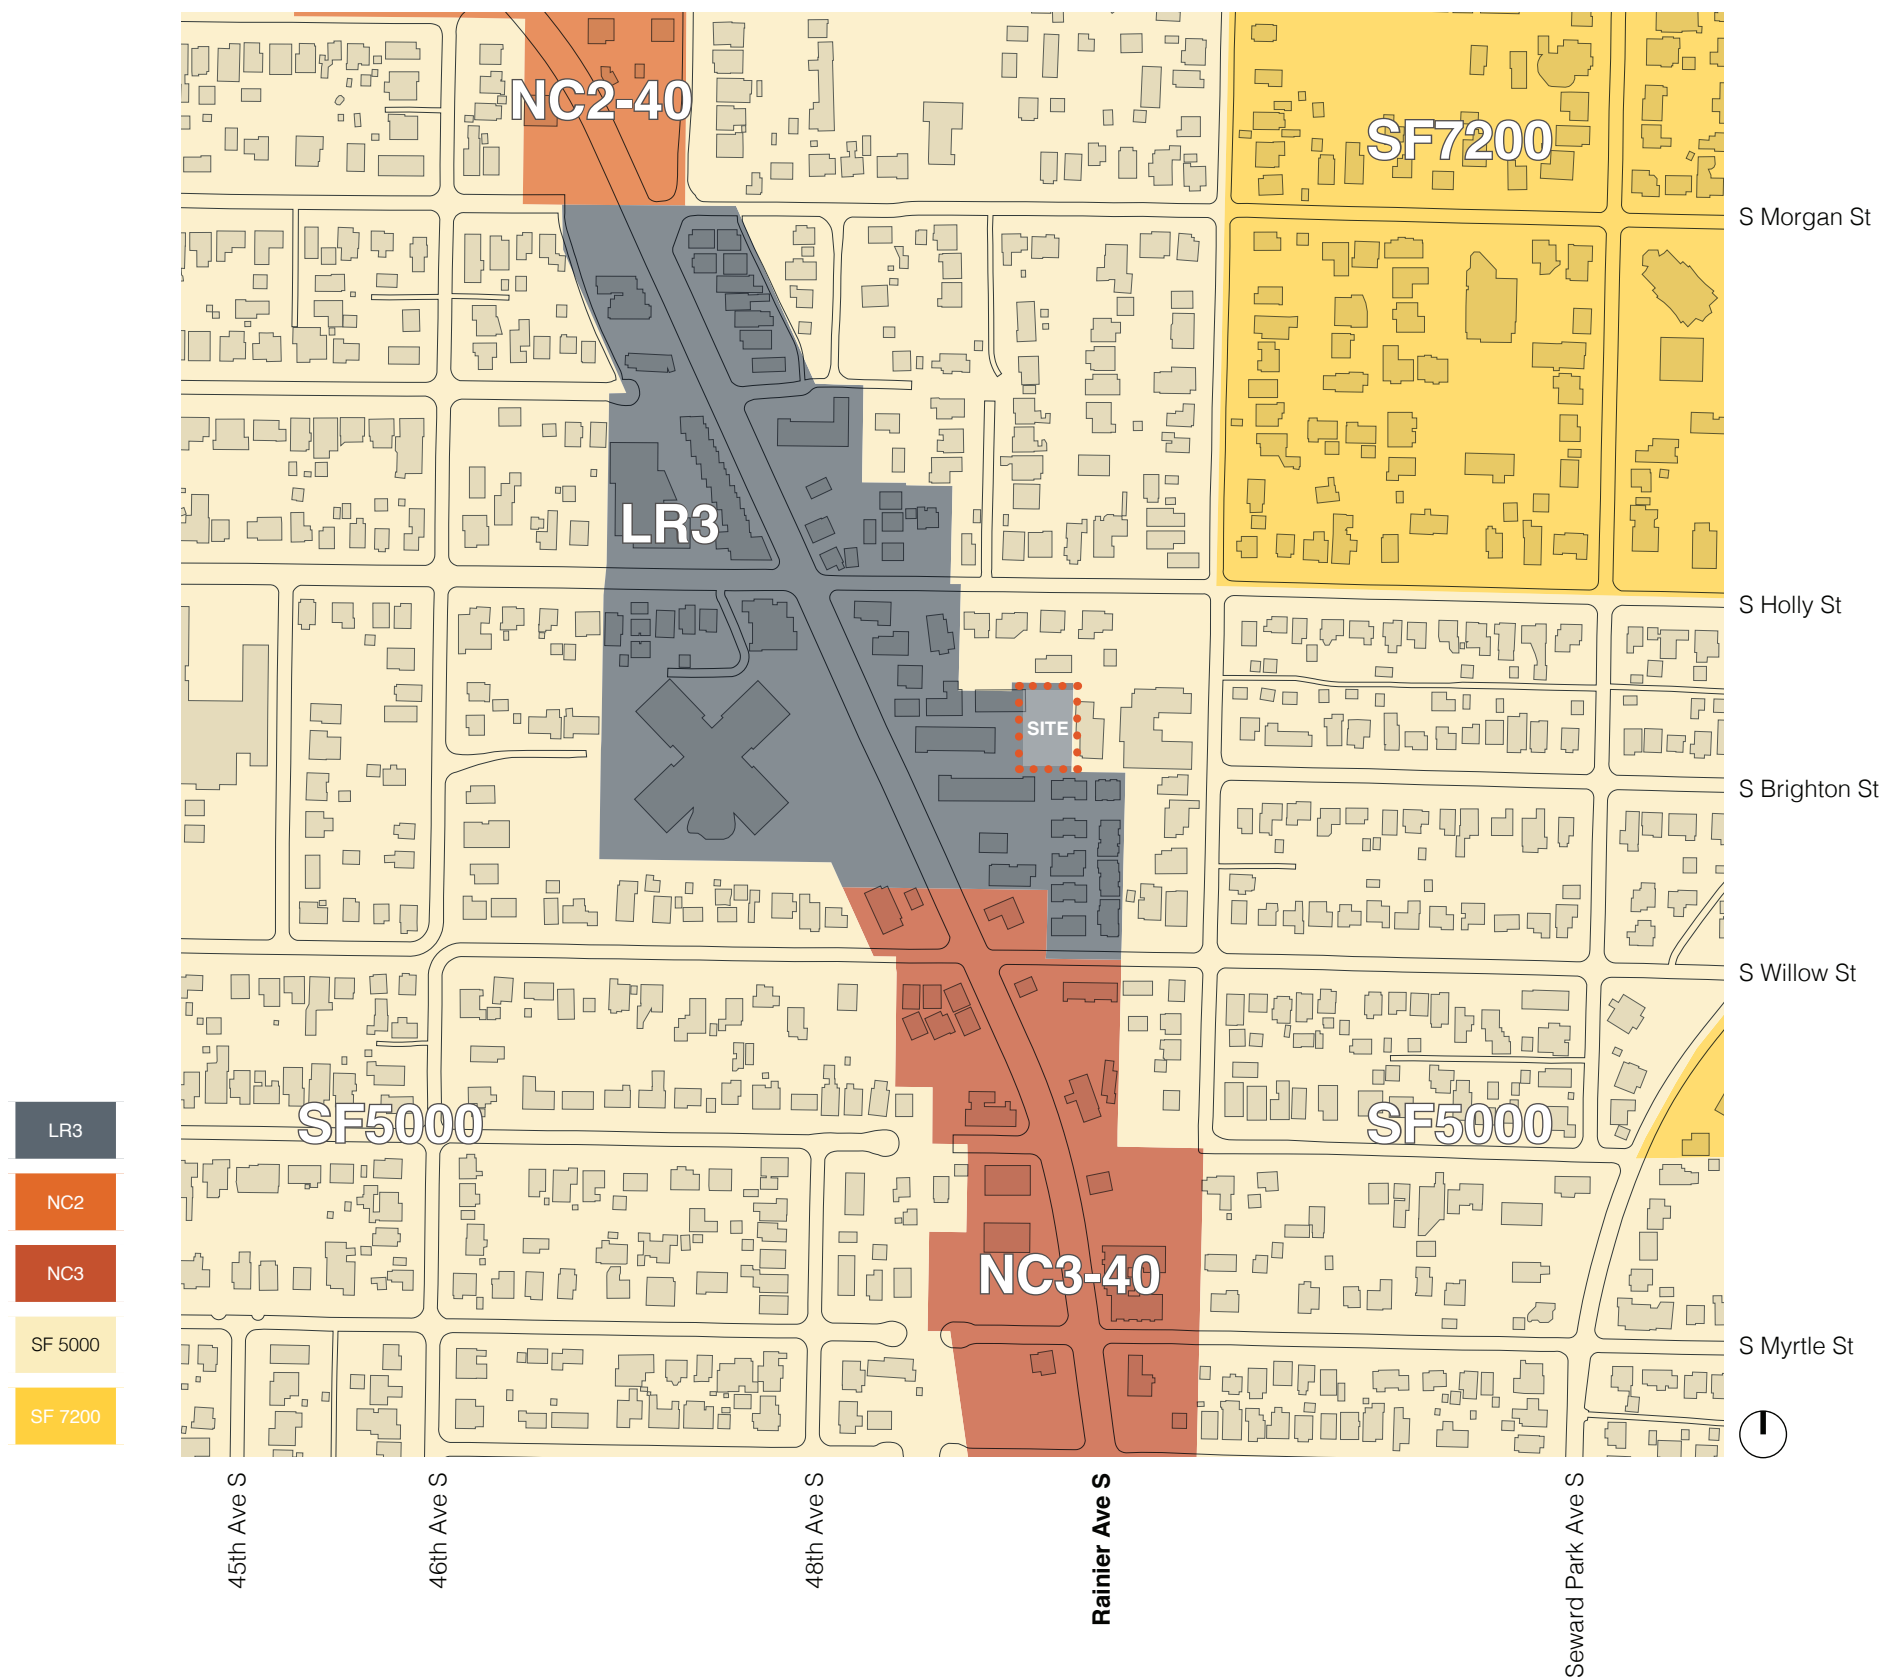 NC2-40
SF7200
S Morgan St
LR3
S Holly St
SITE
S Brighton St
S Willow St
SF5000
SF5000
LR3
NC2
NC3
SF 5000
SF 7200
NC3-40
S Myrtle St
45th Ave S
46th Ave S
48th Ave S
Rainier Ave S
Seward Park Ave S